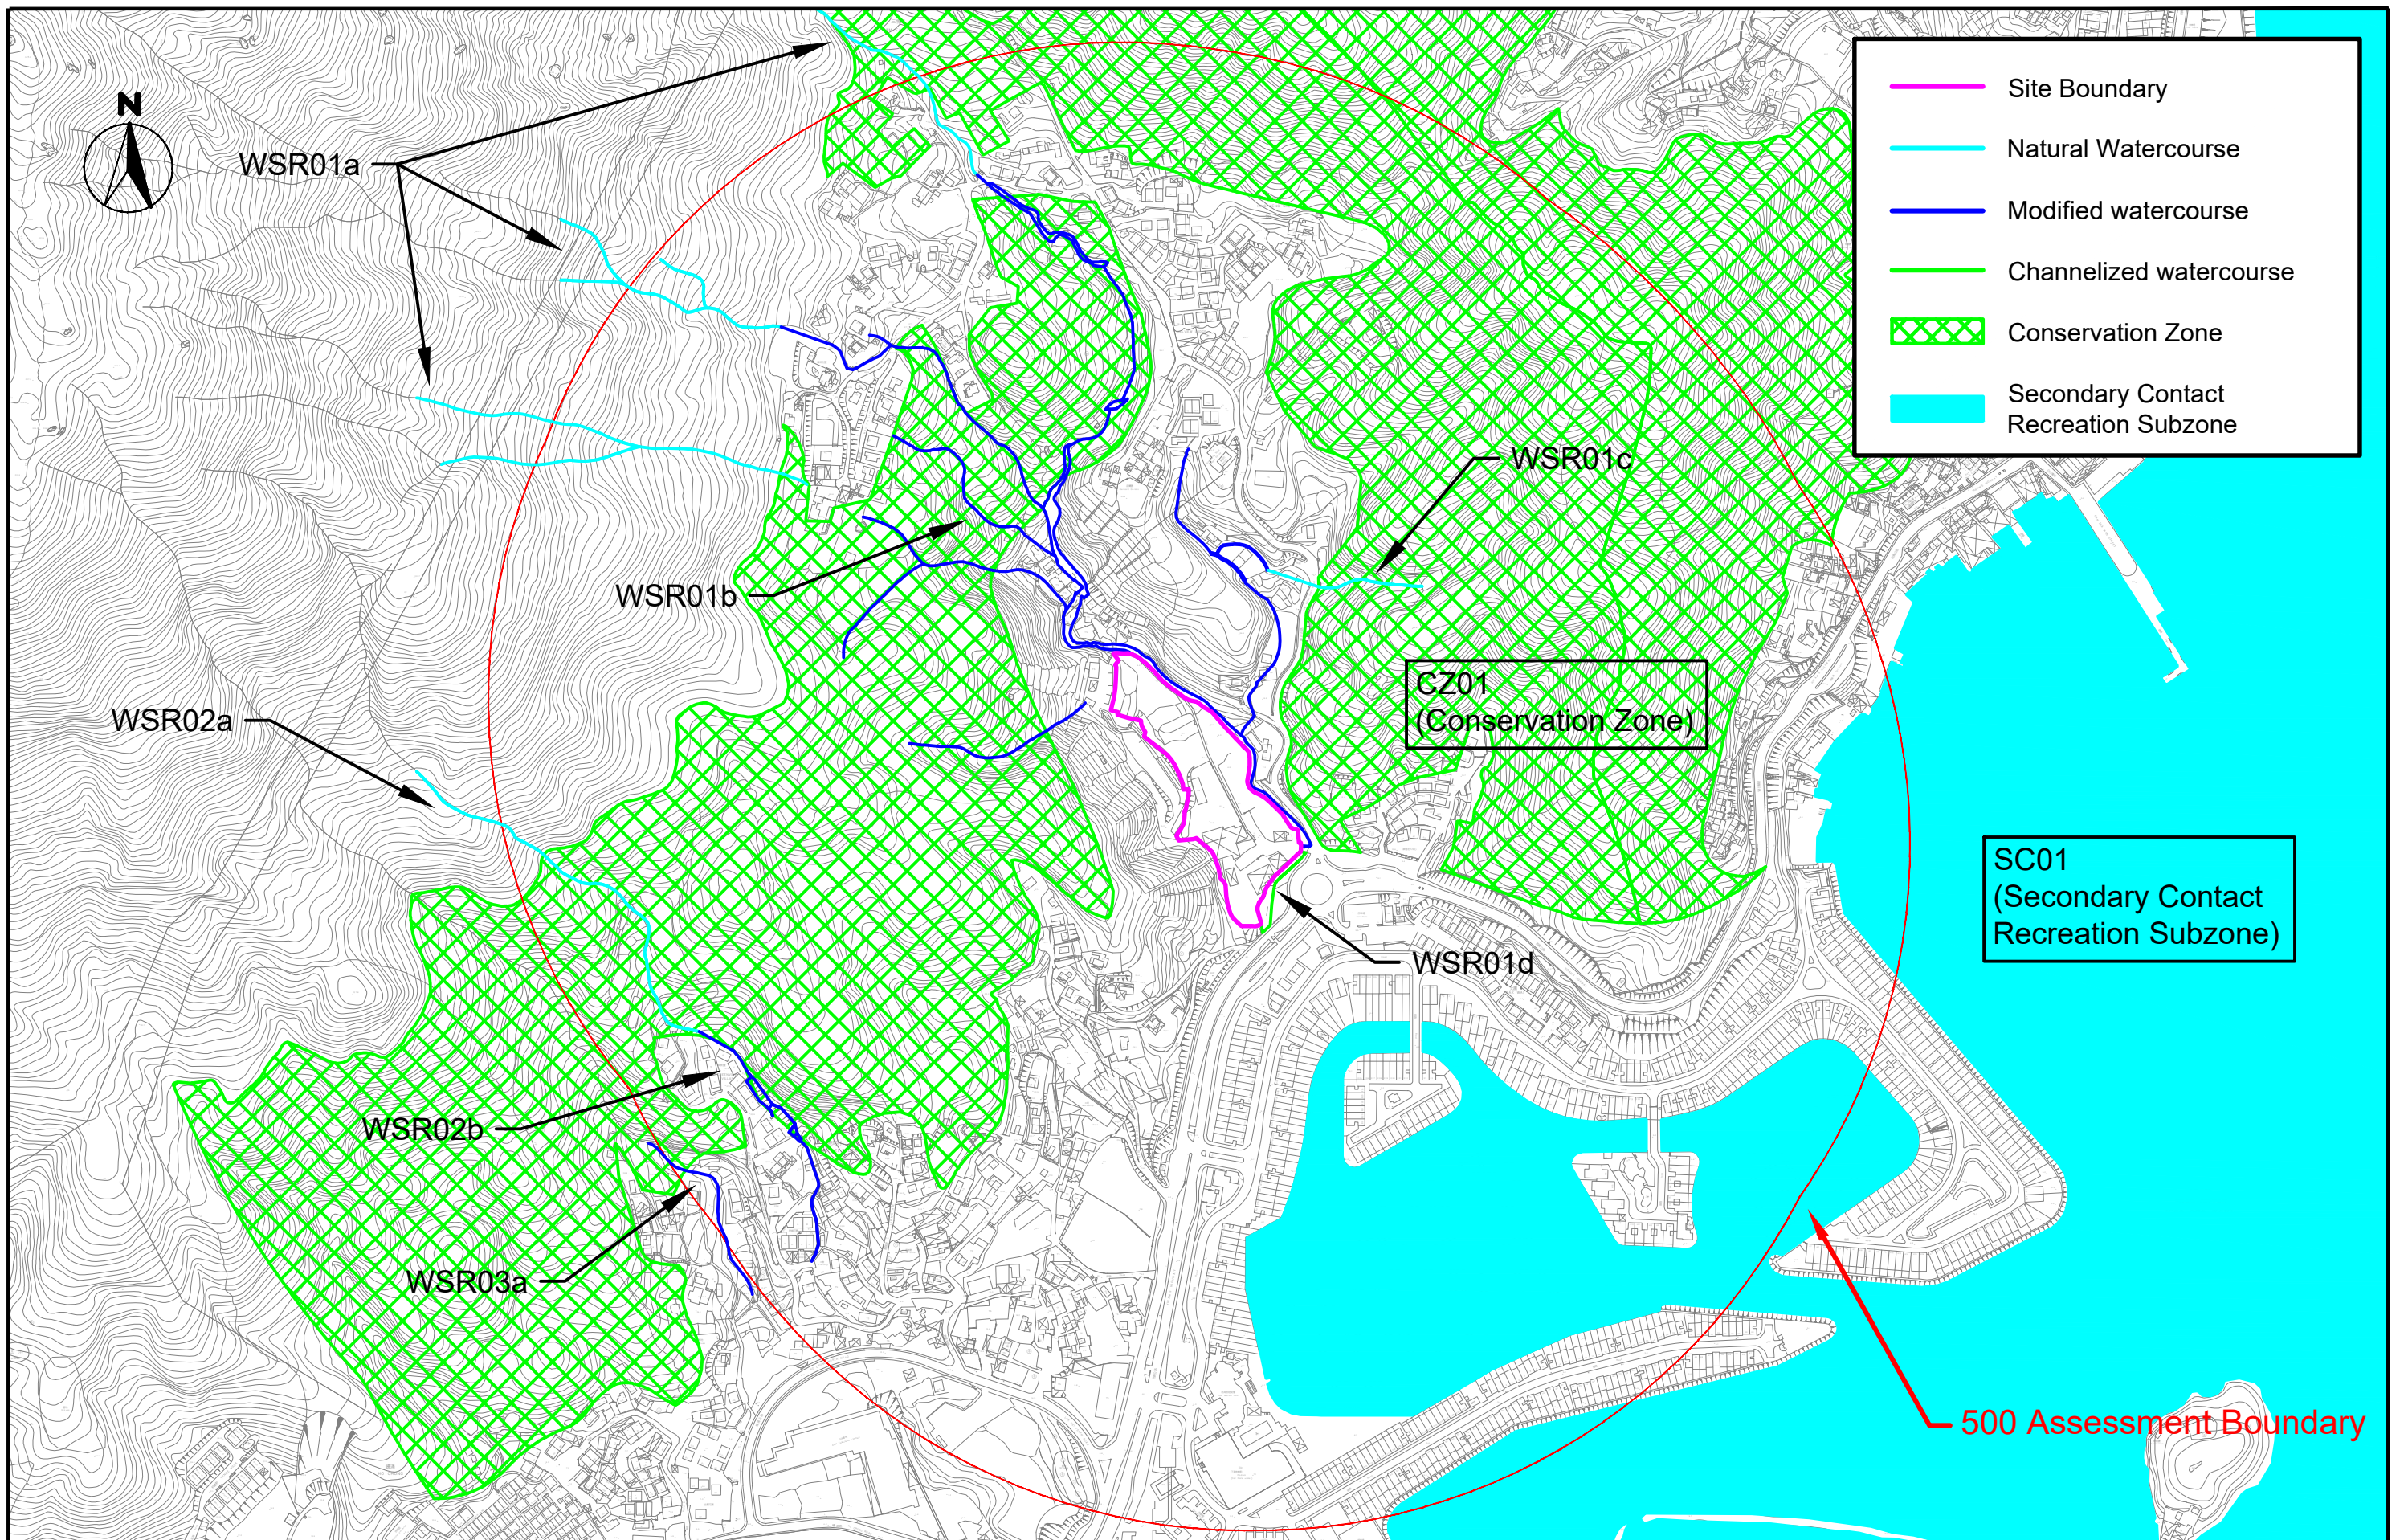 N
Site Boundary
Natural Watercourse
Modified watercourse
Channelized watercourse
Conservation Zone
Secondary Contact
Recreation Subzone
WSR01a
WSR01c
WSR01b
CZ01
(Conservation Zone)
WSR02a
SC01
(Secondary Contact
Recreation Subzone)
WSR01d
WSR02b
WSR03a
500 Assessment Boundary